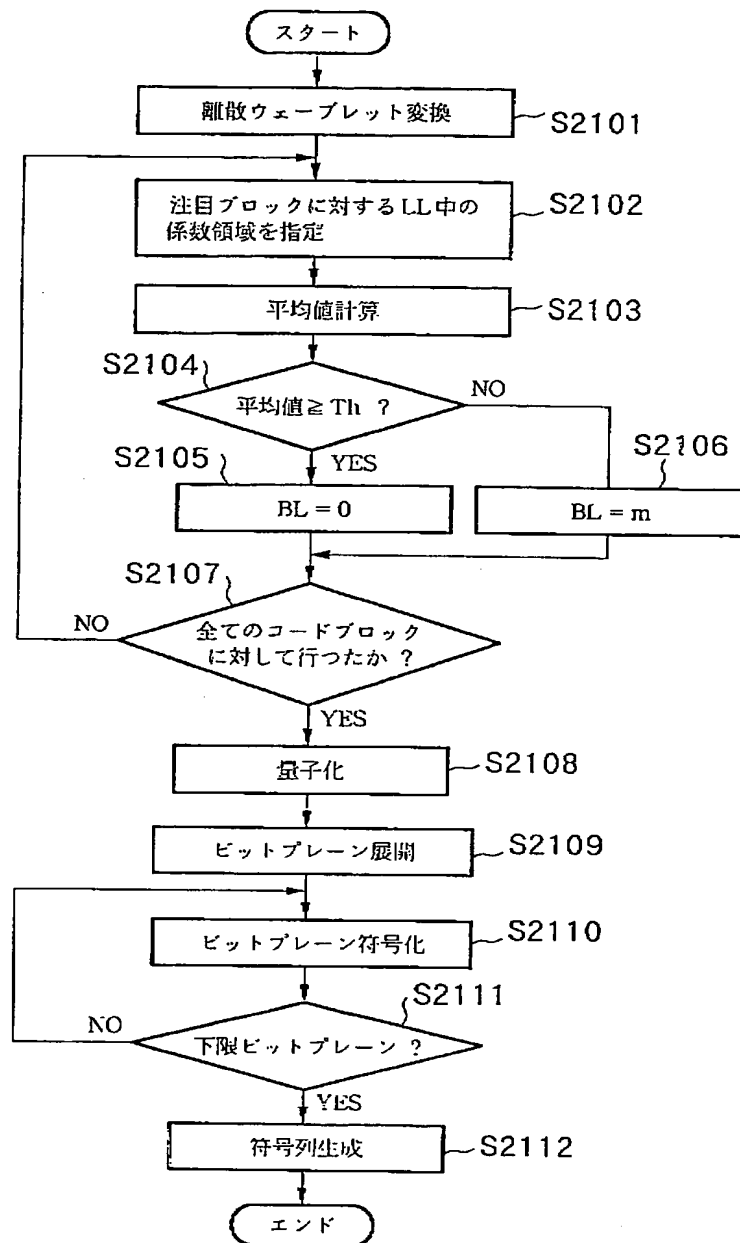 スタート
離散ウェーブレット変換
S2101
注目ブロックに対するLL中の
係数領域を指定
S2102
平均値計算
S2103
S2104
平均値≧Th ?
NO
YES
S2105
BL = 0
S2106
BL = m
S2107
全てのコードブロック
に対して行つたか ?
NO
YES
量子化
S2108
ビットプレーン展開
S2109
ビットプレーン符号化
S2110
S2111
下限ビットプレーン ?
NO
YES
符号列生成
S2112
エンド